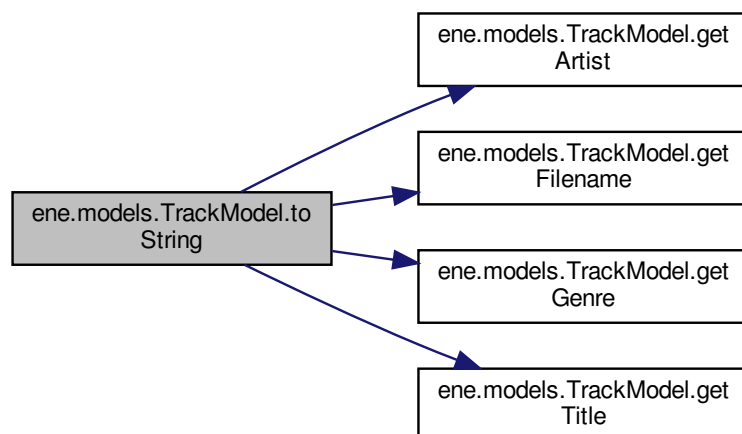 ene.models.TrackModel.get
Artist
ene.models.TrackModel.get
Filename
ene.models.TrackModel.to
String
ene.models.TrackModel.get
Genre
ene.models.TrackModel.get
Title